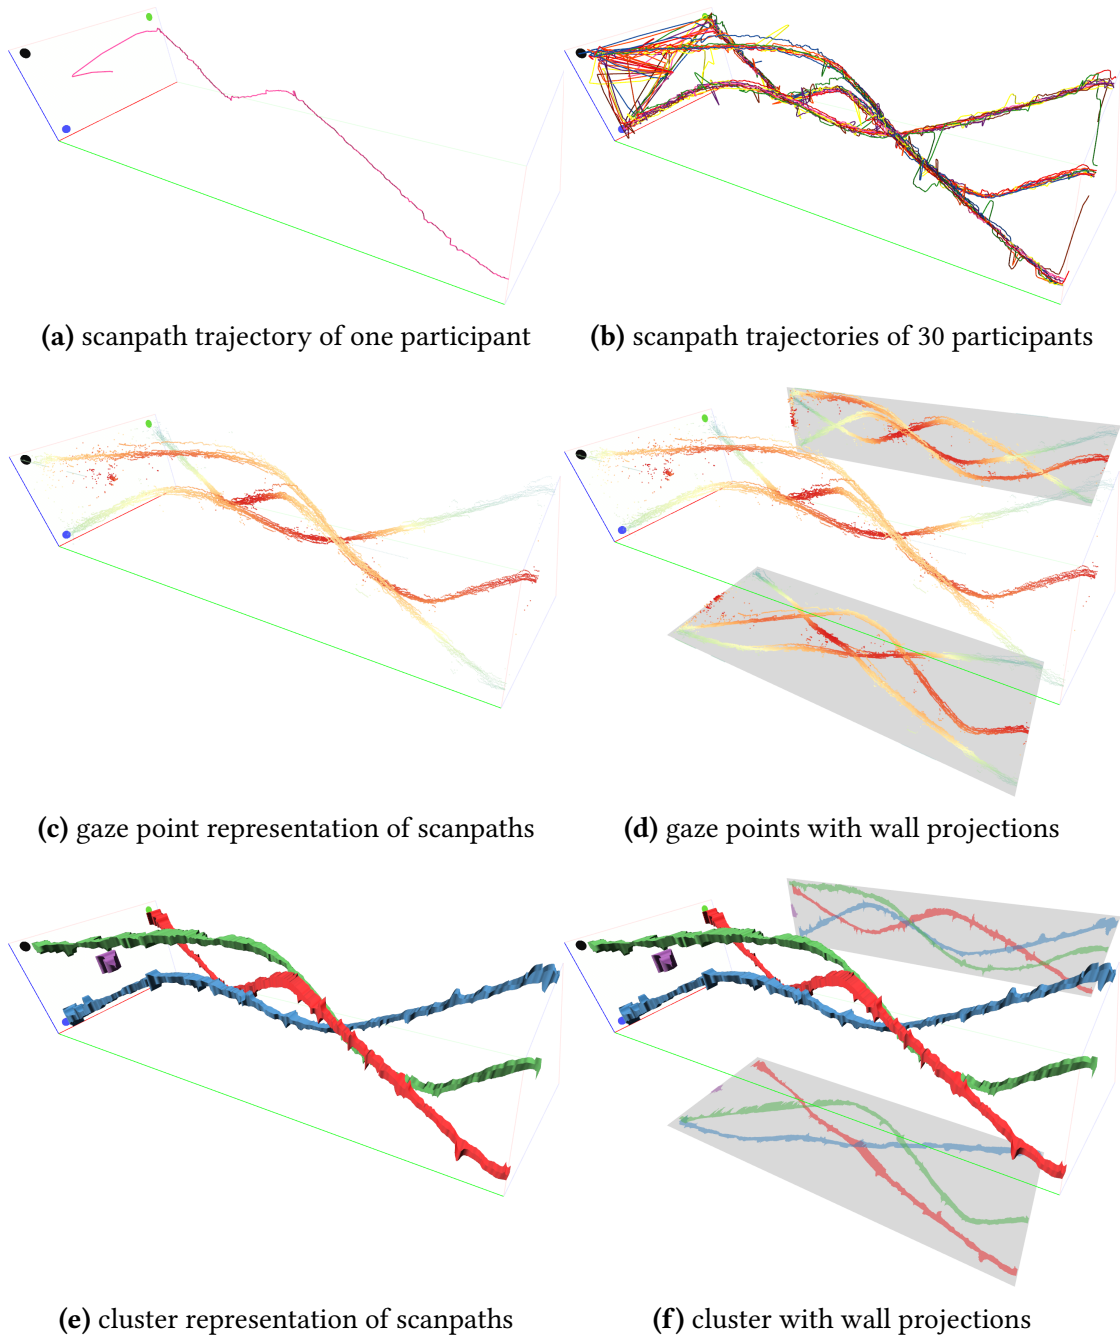 (a) scanpath trajectory of one participant
(b) scanpath trajectories of 30 participants
(c) gaze point representation of scanpaths
(d) gaze points with wall projections
(e) cluster representation of scanpaths
(f) cluster with wall projections